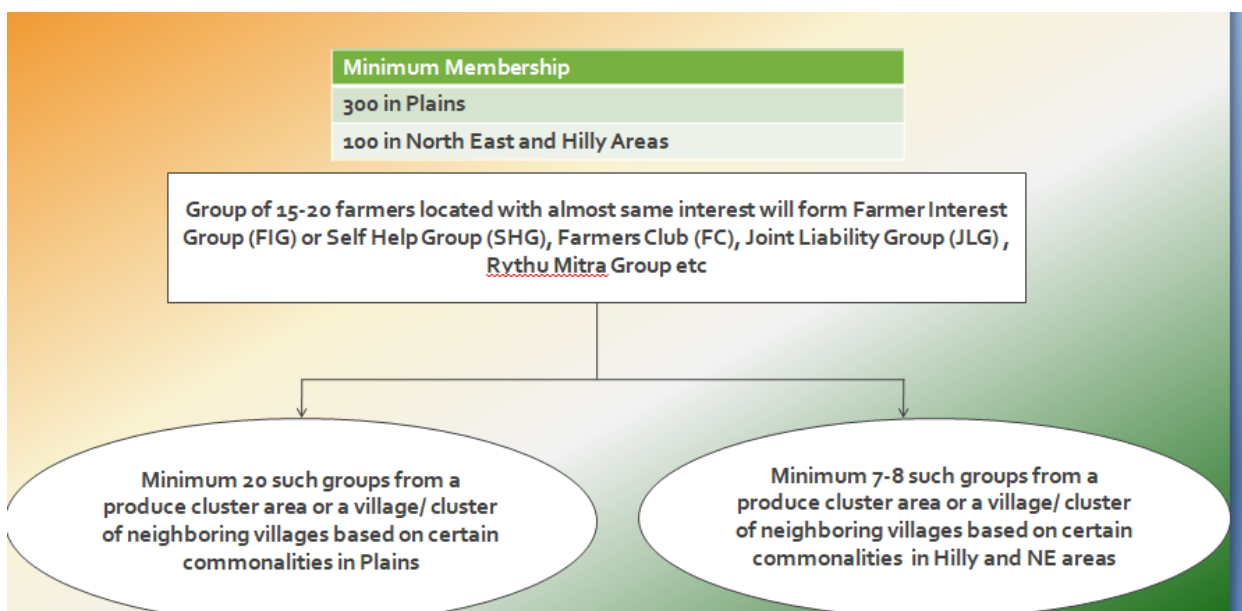 Minimum Membership
300 in Plains
100 in North East and Hilly Areas
Group of 15-20 farmers located with almost same interest will form Farmer Interest
Group (FIG) or Self Help Group (SHG), Farmers Club (FC), Joint Liability Group (JLG) ,
Rythu Mitra Group etc
Minimum 20 such groups from a
produce cluster area or a village/ cluster
of neighboring villages based on certain
commonalities in Plains
Minimum 7-8 such groups from a
produce cluster area or a village/ cluster
of neighboring villages based on certain
commonalities in Hilly and NE areas